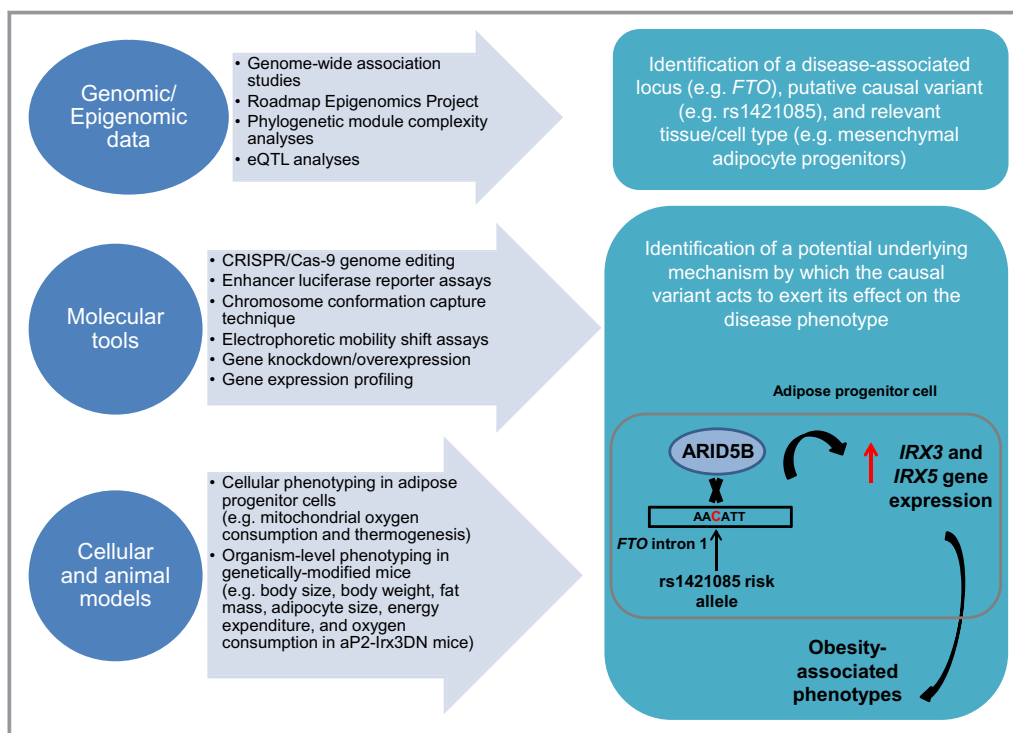 Genomic/
Epigenomic
data
• Genome-wide association
studies
• Roadmap Epigenomics Project
• Phylogenetic module complexity
analyses
• eQTL analyses
Identification of a disease-associated
locus (e.g. FTO), putative causal variant
(e.g. rs1421085), and relevant
tissue/cell type (e.g. mesenchymal
adipocyte progenitors)
Molecular
tools
• CRISPR/Cas-9 genome editing
• Enhancer luciferase reporter assays
• Chromosome conformation capture
technique
• Electrophoretic mobility shift assays
• Gene knockdown/overexpression
• Gene expression profiling
Identification of a potential underlying
mechanism by which the causal
variant acts to exert its effect on the
disease phenotype
Adipose progenitor cell
ARID5B
AACATT
FTO intron 1
rs1421085 risk
allele
IRX3 and
IRX5 gene
expression
Obesity-
associated
phenotypes
Cellular
and animal
models
• Cellular phenotyping in adipose
progenitor cells
(e.g. mitochondrial oxygen
consumption and thermogenesis)
• Organism-level phenotyping in
genetically-modified mice
(e.g. body size, body weight, fat
mass, adipocyte size, energy
expenditure, and oxygen
consumption in aP2-Irx3DN mice)